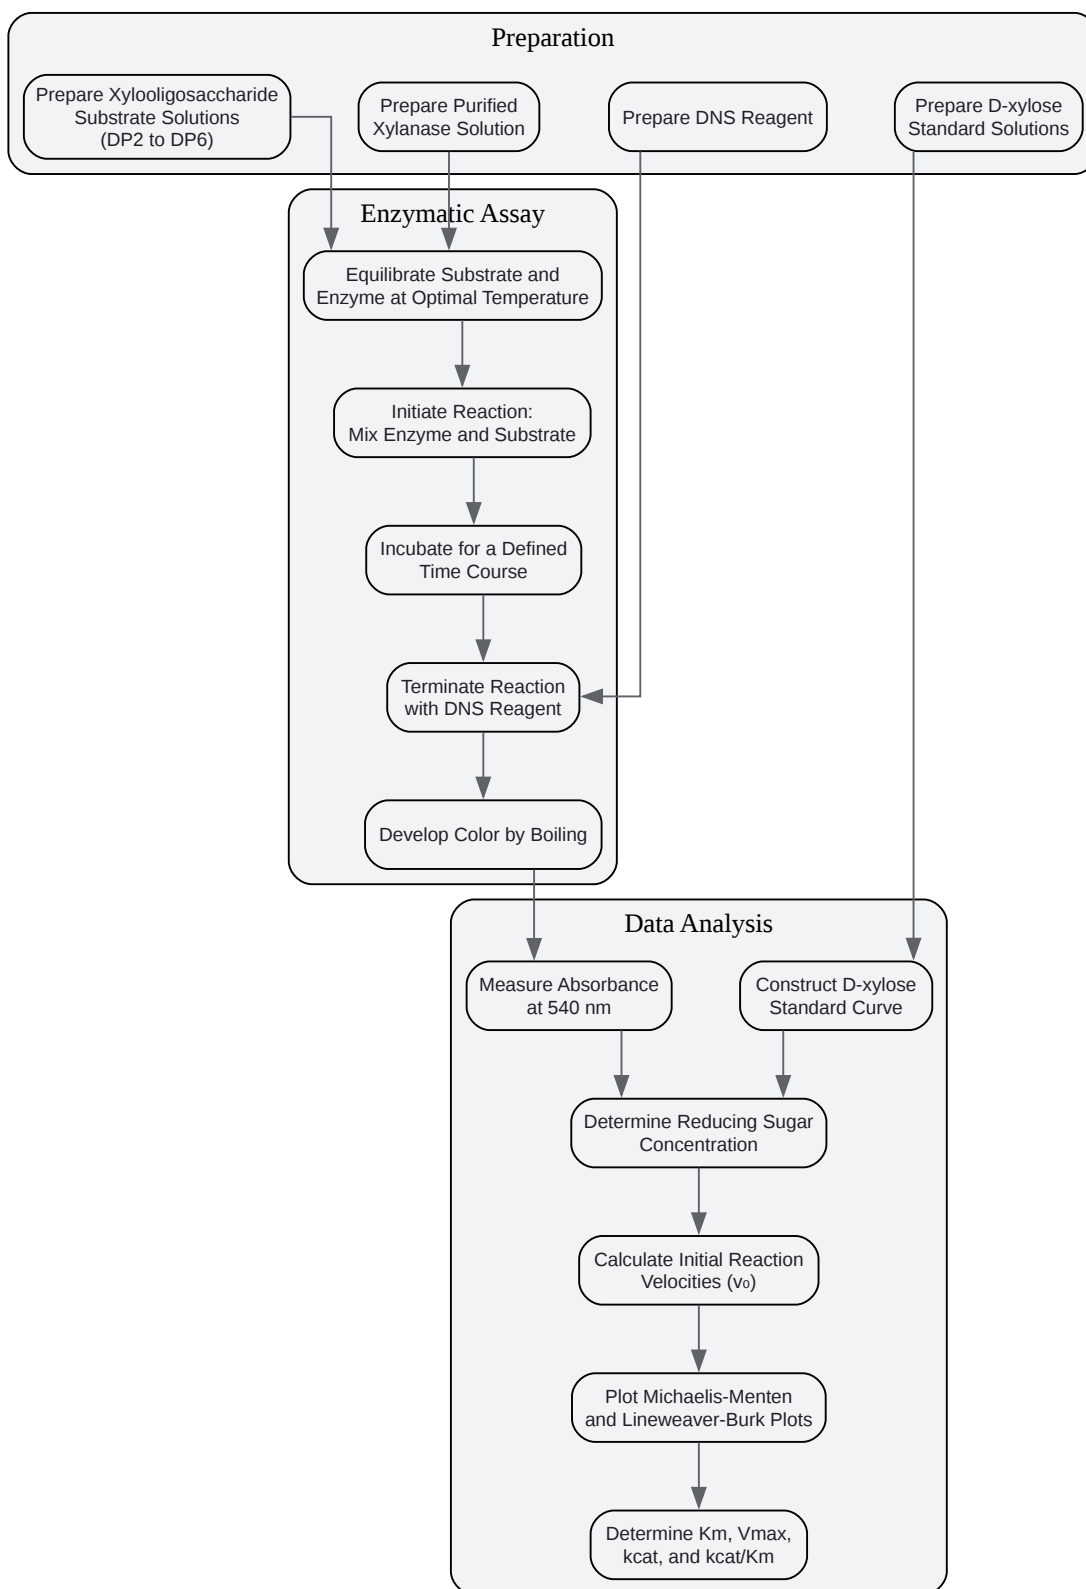 Preparation
Prepare Xylooligosaccharide
Substrate Solutions
(DP2 to DP6)
Prepare Purified
Xylanase Solution
Prepare DNS Reagent
Prepare D-xylose
Standard Solutions
Enzymatic Assay
Equilibrate Substrate and
Enzyme at Optimal Temperature
Initiate Reaction:
Mix Enzyme and Substrate
Incubate for a Defined
Time Course
Terminate Reaction
with DNS Reagent
Develop Color by Boiling
Data Analysis
Measure Absorbance
at 540 nm
Construct D-xylose
Standard Curve
Determine Reducing Sugar
Concentration
Calculate Initial Reaction
Velocities (v₀)
Plot Michaelis-Menten
and Lineweaver-Burk Plots
Determine Km, Vmax,
kcat, and kcat/Km